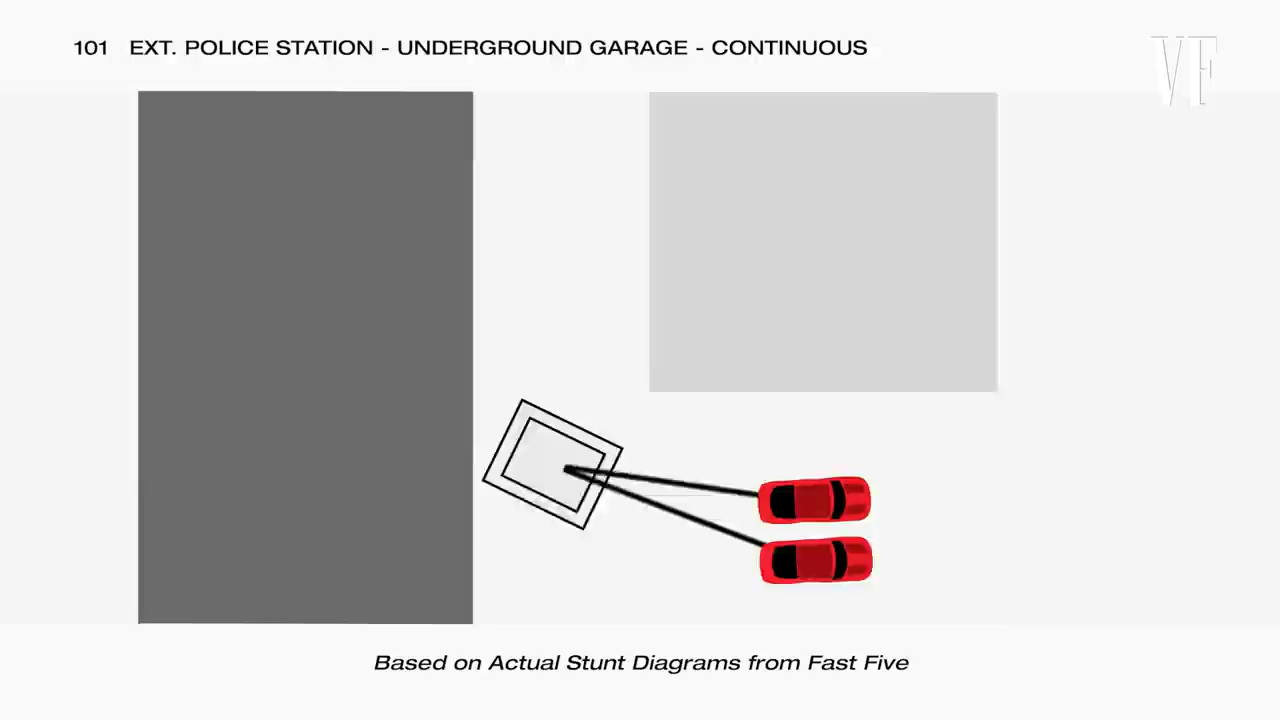 101 EXT. POLICE STATION - UNDERGROUND GARAGE - CONTINUOUS
VF
Based on Actual Stunt Diagrams from Fast Five